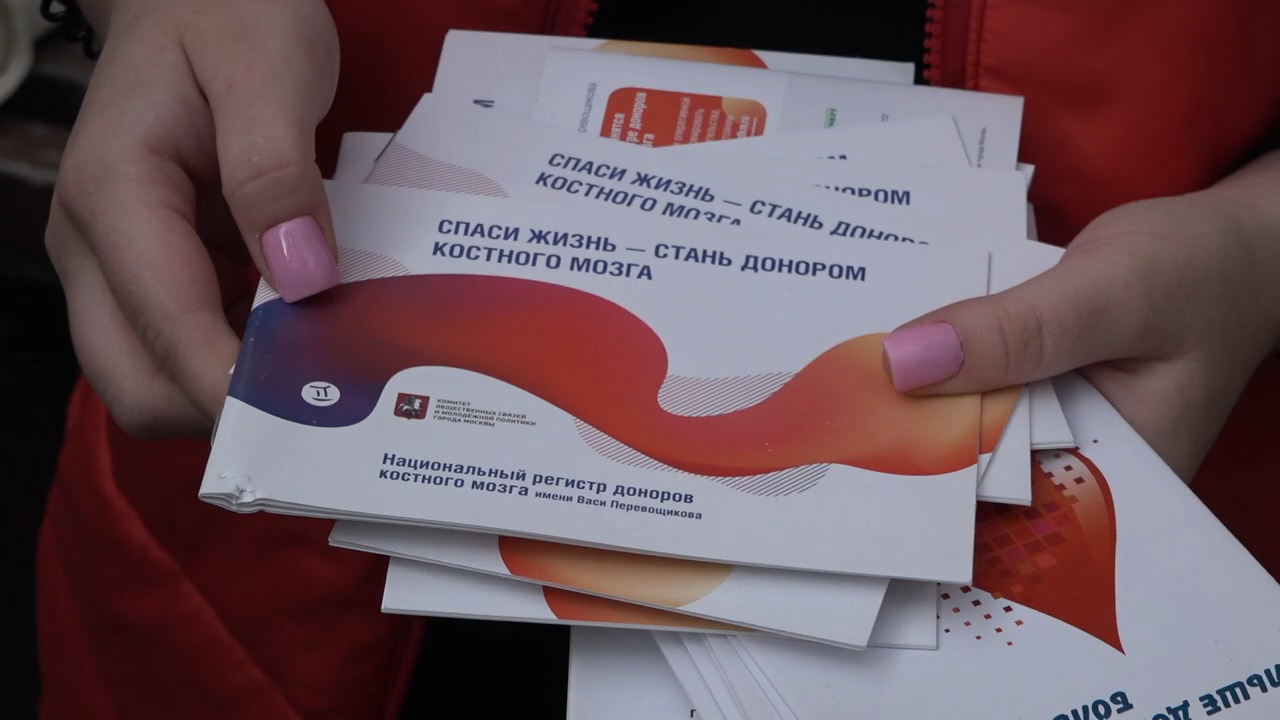 СПАСИ ЖИЗНЬ — СТАНЬ ДОНОРОМ
КОСТНОГО МОЗГА
СПАСИ ЖИЗНЬ — СТАНЬ ДОНОРОМ
КОСТНОГО МОЗГА
КОМИТЕТ
ОБЩЕСТВЕННЫХ СВЯЗЕЙ
И МОЛОДЕЖНОЙ ПОЛИТИКИ
ГОРОДА МОСКВЫ
Национальный регистр доноров
костного мозга имени Васи Перевощикова